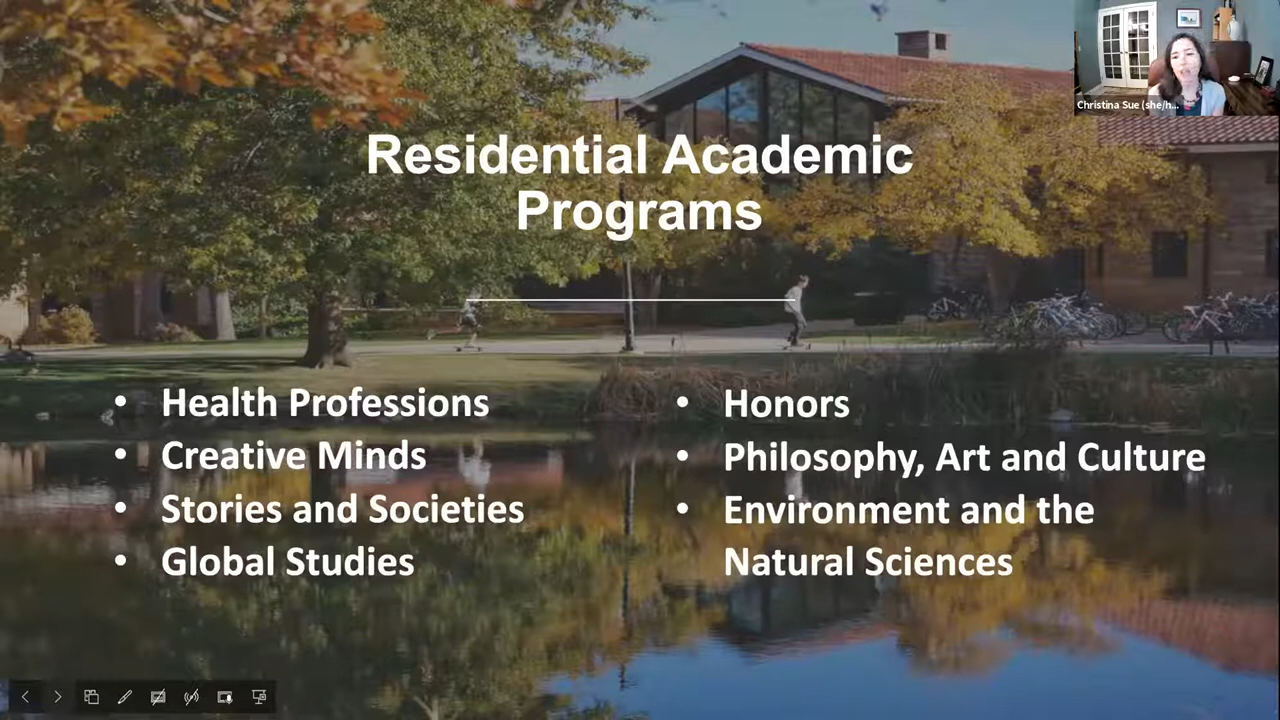 Christina Sue (she/h...
Residential Academic
Programs
Health Professions
Creative Minds
Stories and Societies
Global Studies
Honors
Philosophy, Art and Culture
Environment and the
Natural Sciences